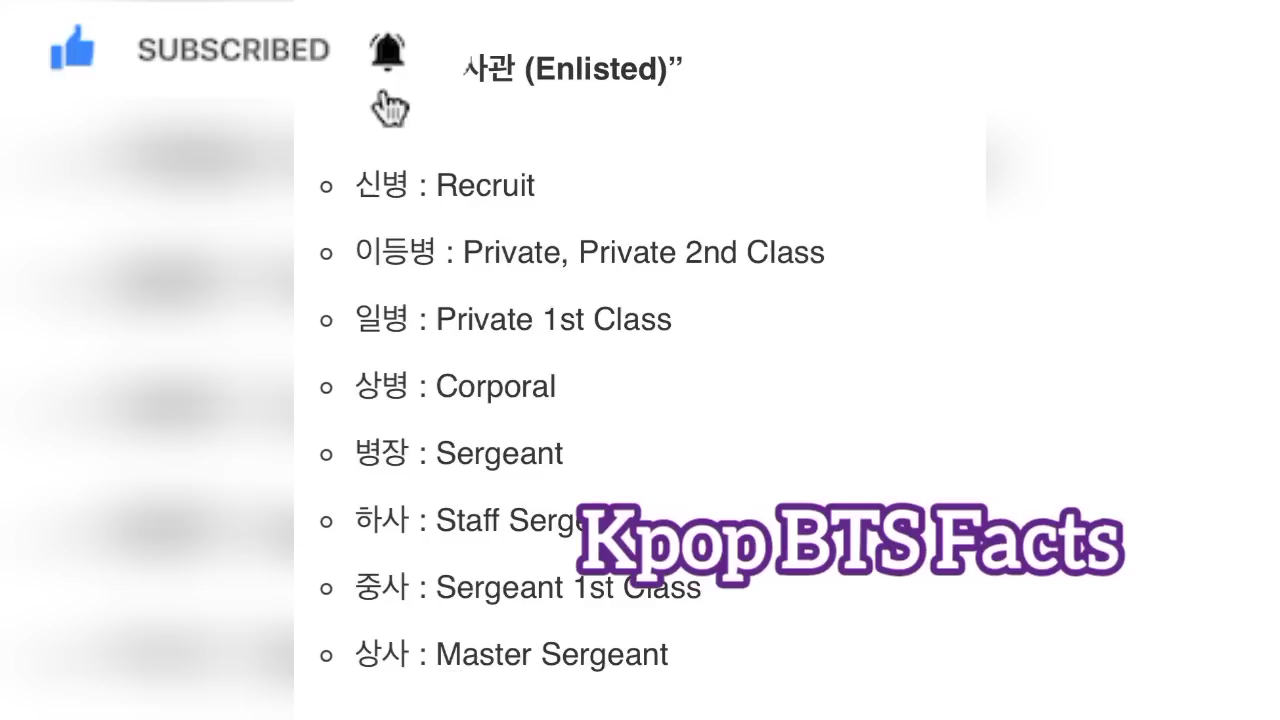 SUBSCRIBED
사관 (Enlisted)”
신병 : Recruit
이등병 : Private, Private 2nd Class
일병 : Private 1st Class
상병 : Corporal
병장 : Sergeant
하사 : Staff
Kpop BTS Facts
중사 : Sergeant 1st Class
상사 : Master Sergeant